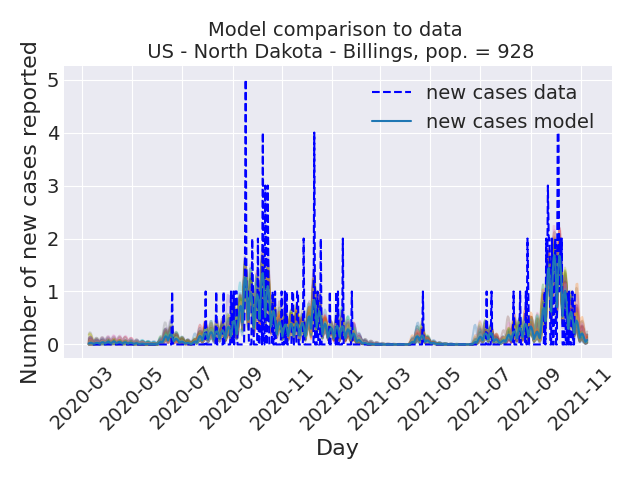 Model comparison to data
US - North Dakota - Billings, pop. = 928
Number of new cases reported
5
4
3
2
1
0
new cases data
new cases model
2020-03
2020-05
2020-07
2020-09
2020-11
2021-01
2021-03
2021-05
2021-07
2021-09
2021-11
Day